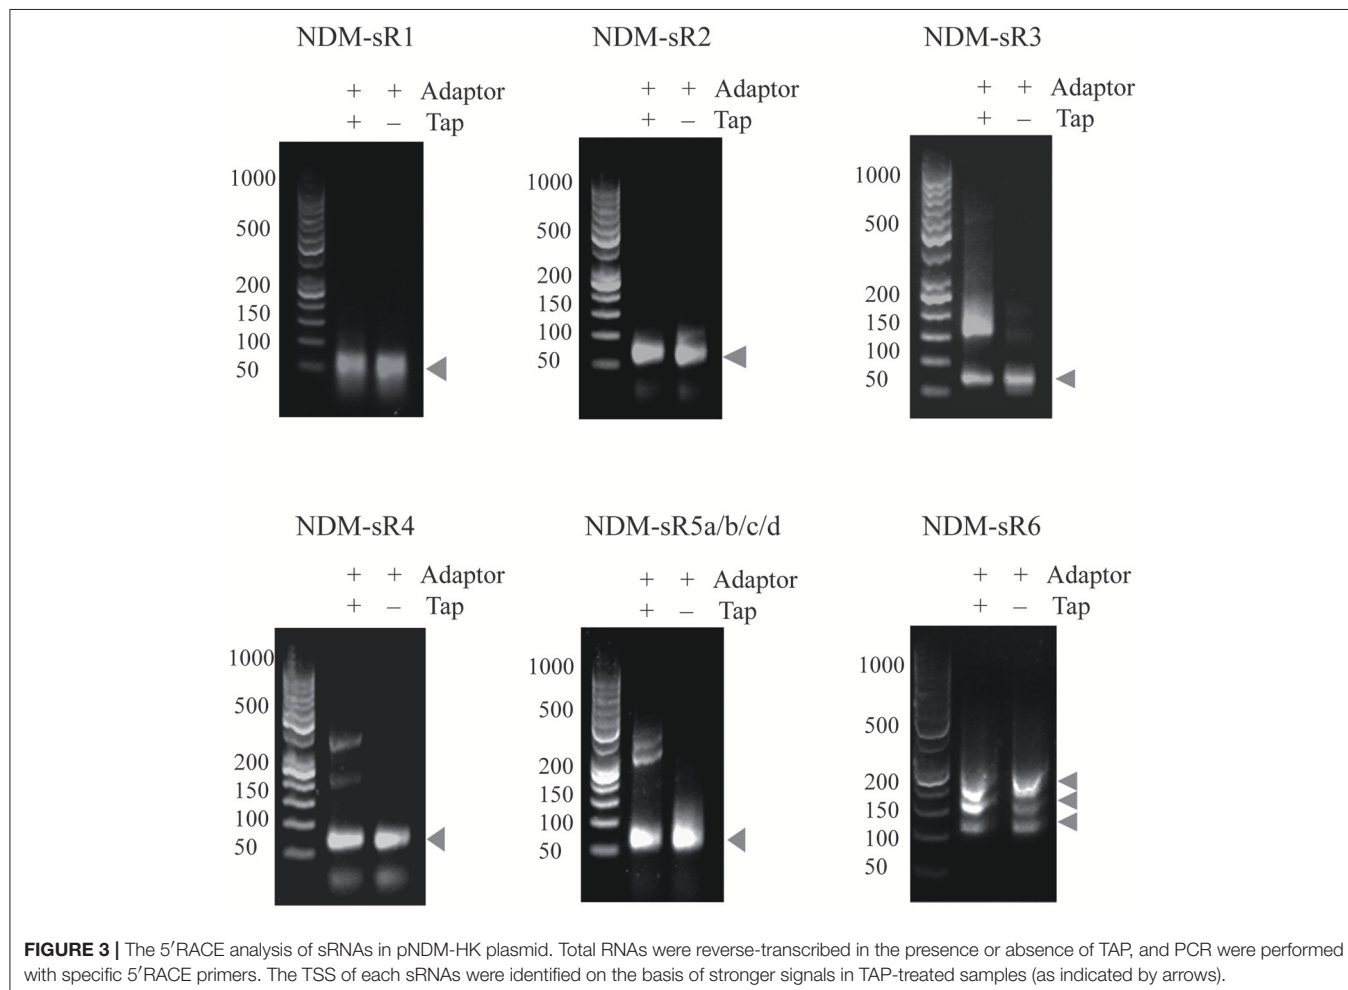 NDM-sR1
+ + Adaptor
+ – Tap
1000
500
200
150
100
50
NDM-sR2
+ + Adaptor
+ – Tap
1000
500
200
150
100
50
NDM-sR3
+ + Adaptor
+ – Tap
1000
500
200
150
100
50
NDM-sR4
+ + Adaptor
+ – Tap
1000
500
200
150
100
50
NDM-sR5a/b/c/d
+ + Adaptor
+ – Tap
1000
500
200
150
100
50
NDM-sR6
+ + Adaptor
+ – Tap
1000
500
200
150
100
50
FIGURE 3 | The 5′RACE analysis of sRNAs in pNDM-HK plasmid. Total RNAs were reverse-transcribed in the presence or absence of TAP, and PCR were performed
with specific 5′RACE primers. The TSS of each sRNAs were identified on the basis of stronger signals in TAP-treated samples (as indicated by arrows).